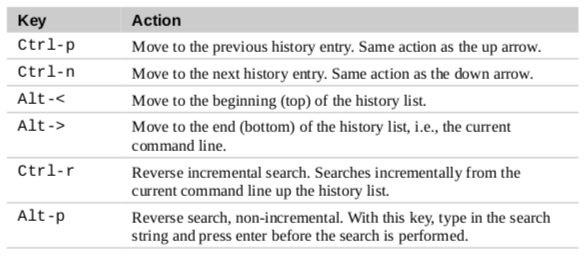 Key Action
Ctrl-p Move to the previous history entry. Same action as the up arrow.
Ctrl-n Move to the next history entry. Same action as the down arrow.
Alt-< Move to the beginning (top) of the history list.
Alt-> Move to the end (bottom) of the history list, i.e., the current
command line.
Ctrl-r Reverse incremental search. Searches incrementally from the
current command line up the history list.
Alt-p Reverse search, non-incremental. With this key, type in the search
string and press enter before the search is performed.